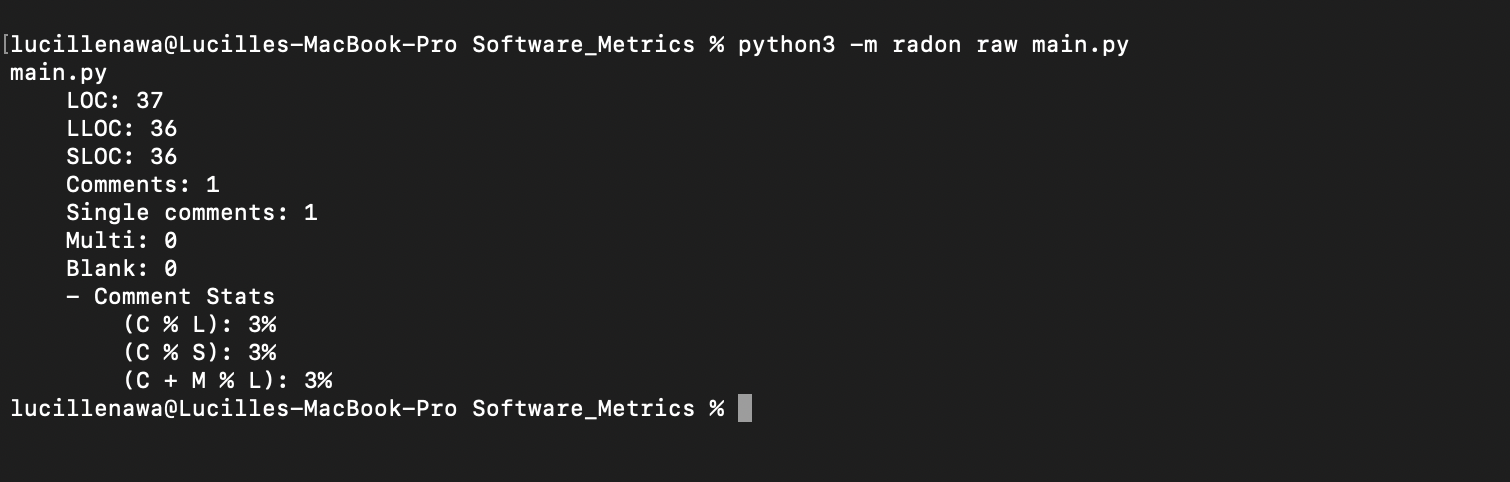 [lucillenawa@Lucilles-MacBook-Pro Software_Metrics % python3 -m radon raw main.py
main.py
    LOC: 37
    LLOC: 36
    SLOC: 36
    Comments: 1
    Single comments: 1
    Multi: 0
    Blank: 0
    - Comment Stats
        (C % L): 3%
        (C % S): 3%
        (C + M % L): 3%
lucillenawa@Lucilles-MacBook-Pro Software_Metrics %